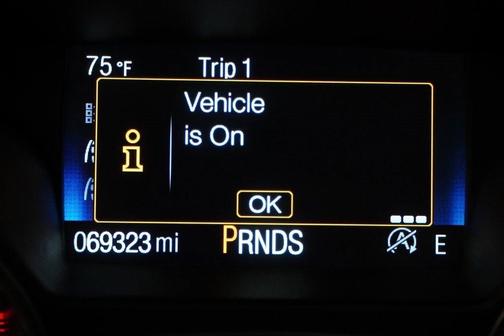 75°F Trip 1
Vehicle
is On
OK
069323 mi PRNDS E